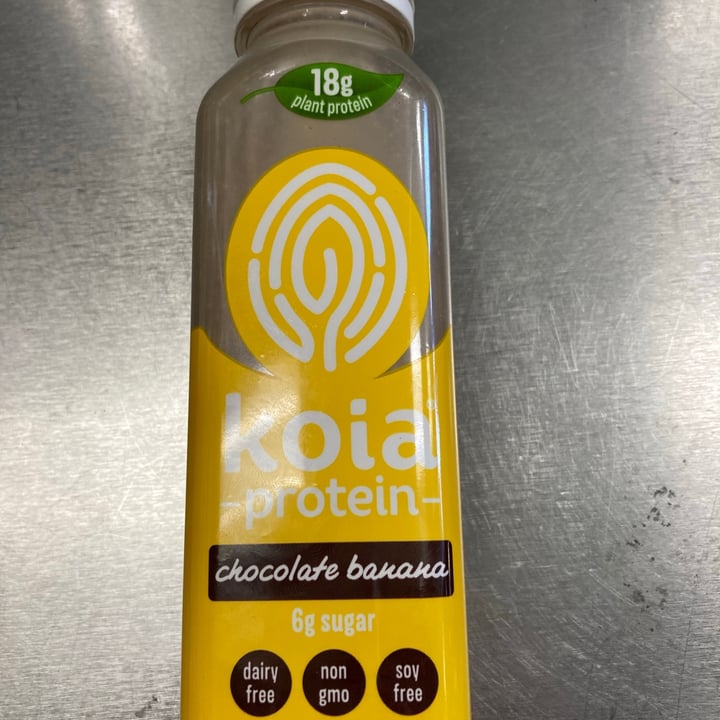 18g
plant protein
koia
-protein-
chocolate banana
6g sugar
dairy
free
non
gmo
soy
free